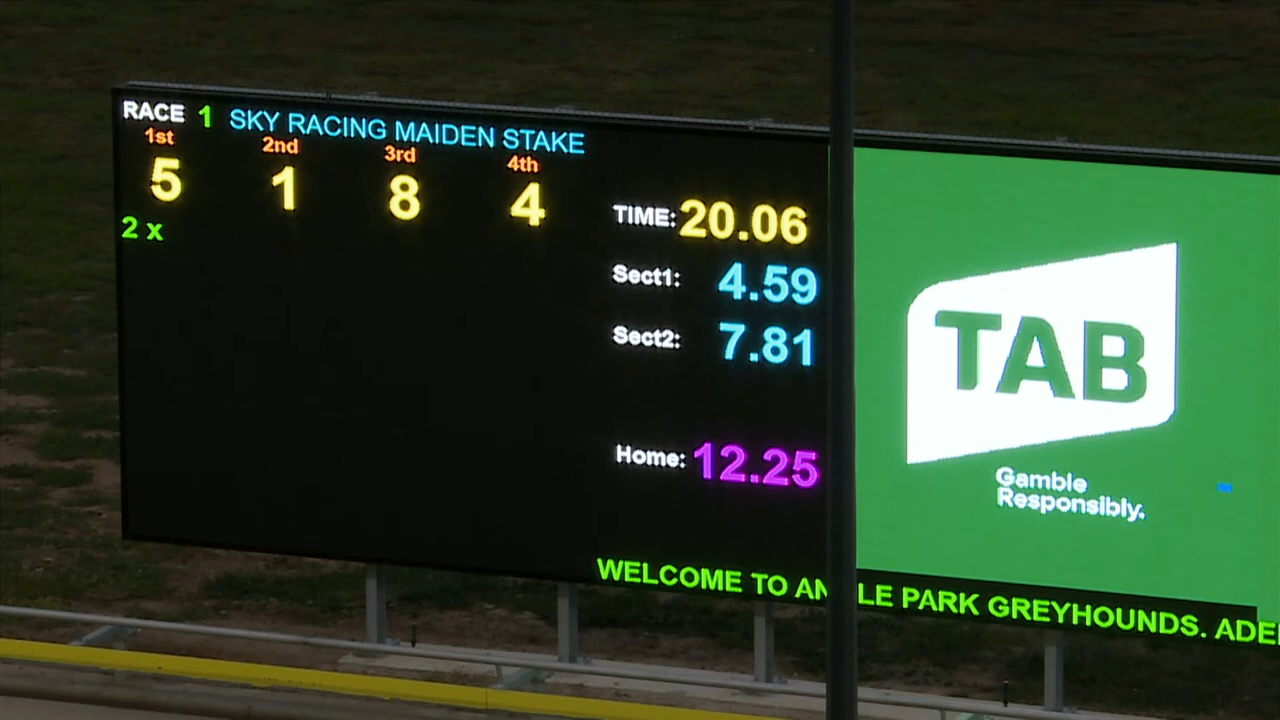 RACE 1 SKY RACING MAIDEN STAKE
1st 2nd 3rd 4th
5 1 8 4
2 x
TIME: 20.06
Sect1: 4.59
Sect2: 7.81
Home: 12.25
TAB
Gamble
Responsibly.
WELCOME TO AN LE PARK GREYHOUNDS. ADE